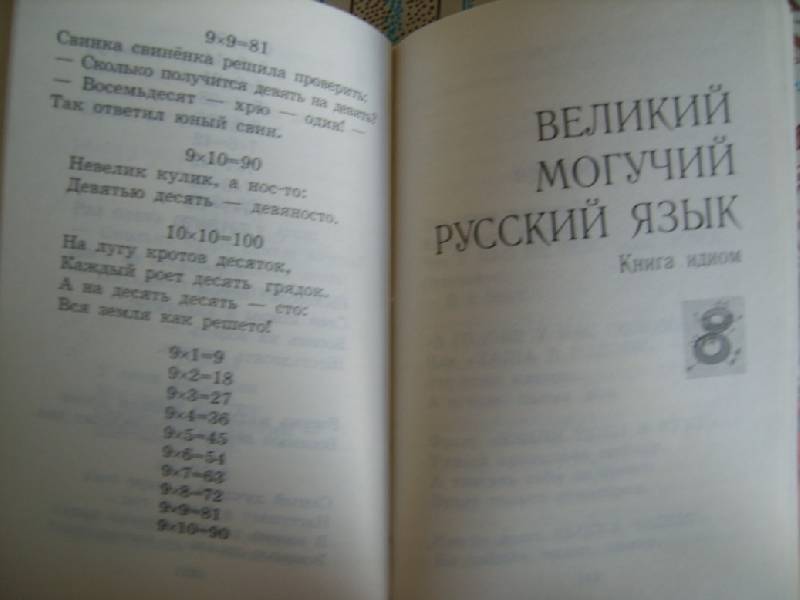 9×9=81
Свинка свинёнка решила проверить:
— Сколько получится девять на девять?
— Восемьдесят — хрю — один! —
Так ответил юный свин.
9×10=90
Невелик кулик, а нос-то:
Девятью десять — девяносто.
10×10=100
На лугу кротов десяток,
Каждый роет десять грядок.
А на десять десять — сто:
Вся земля как решето!
9×1=9
9×2=18
9×3=27
9×4=36
9×5=45
9×6=54
9×7=63
9×8=72
9×9=81
9×10=90
ВЕЛИКИЙ
МОГУЧИЙ
РУССКИЙ ЯЗЫК
Книга идиом
8